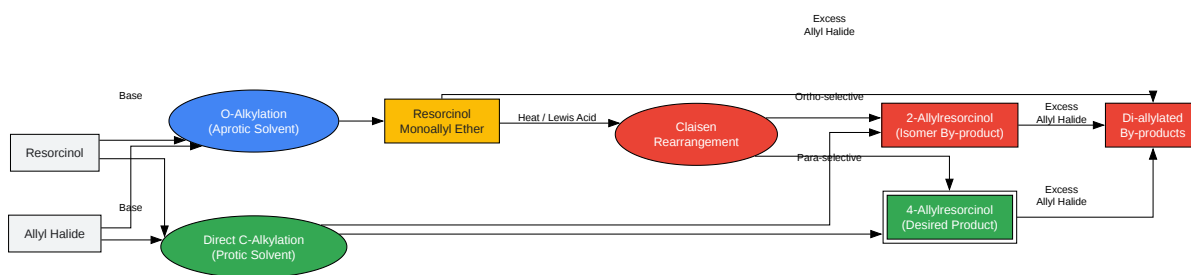 Excess
Allyl Halide
Base
O-Alkylation
(Aprotic Solvent)
Resorcinol
Monoallyl Ether
Heat / Lewis Acid
Claisen
Rearrangement
Ortho-selective
2-Allylresorcinol
(Isomer By-product)
Excess
Allyl Halide
Di-allylated
By-products
Resorcinol
Para-selective
Base
Allyl Halide
Direct C-Alkylation
(Protic Solvent)
4-Allylresorcinol
(Desired Product)
Excess
Allyl Halide